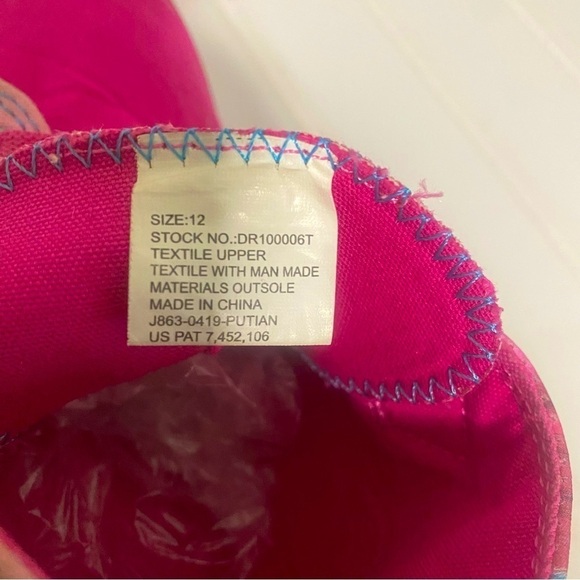 SIZE:12
STOCK NO.:DR100006T
TEXTILE UPPER
TEXTILE WITH MAN MADE
MATERIALS OUTSOLE
MADE IN CHINA
J863-0419-PUTIAN
US PAT 7,452,106